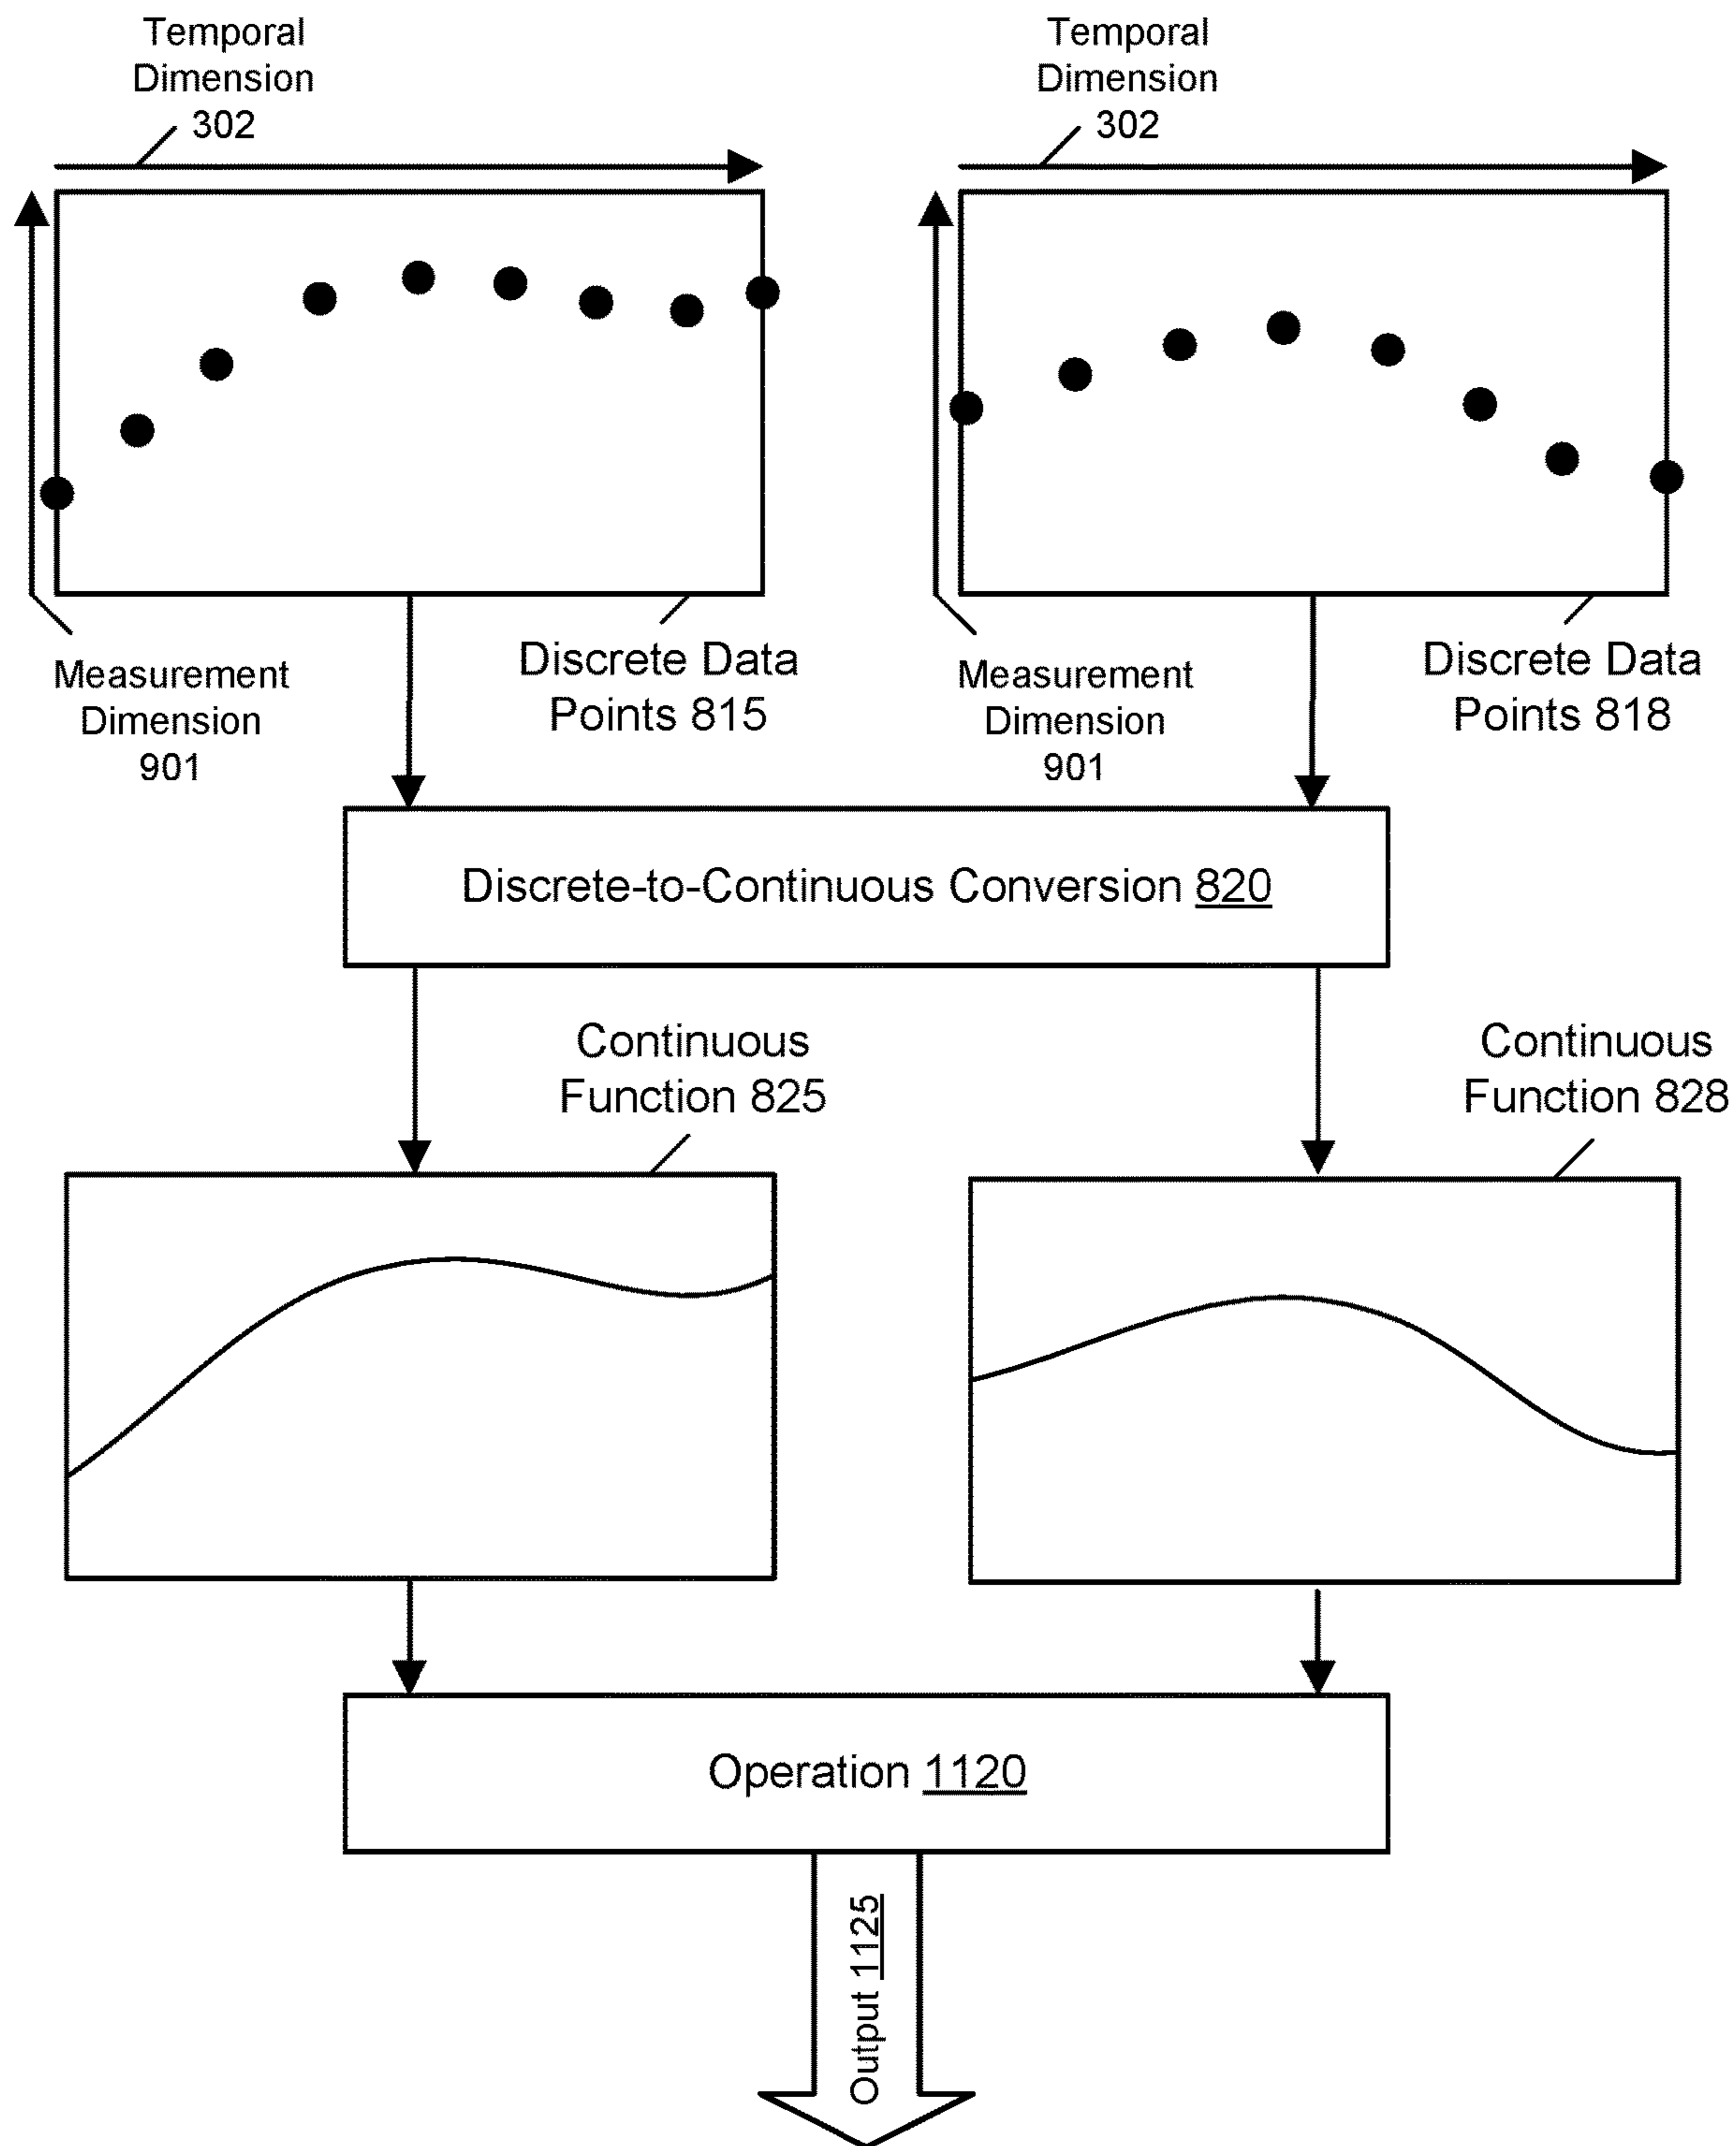 Temporal
Dimension
302
Temporal
Dimension
302
Measurement
Dimension
901
Discrete Data
Points 815
Measurement
Dimension
901
Discrete Data
Points 818
Discrete-to-Continuous Conversion 820
Continuous
Function 825
Continuous
Function 828
Operation 1120
Output 1125